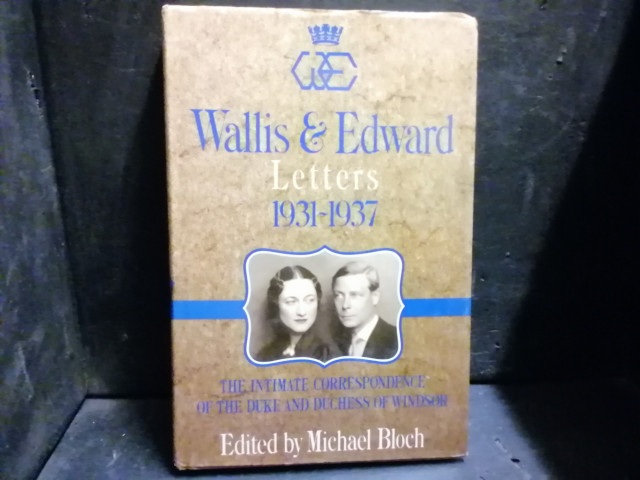 WE
Wallis & Edward
Letters
1931-1937
THE INTIMATE CORRESPONDENCE
OF THE DUKE AND DUCHESS OF WINDSOR
Edited by Michael Bloch